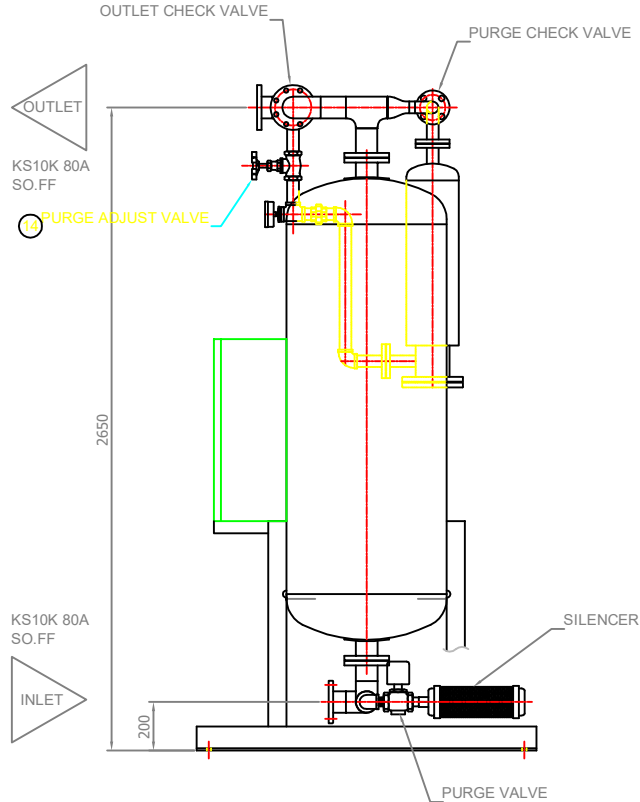 OUTLET CHECK VALVE
PURGE CHECK VALVE
OUTLET
KS10K 80A
SO.FF
14 PURGE ADJUST VALVE
2650
KS10K 80A
SO.FF
SILENCER
INLET
200
PURGE VALVE